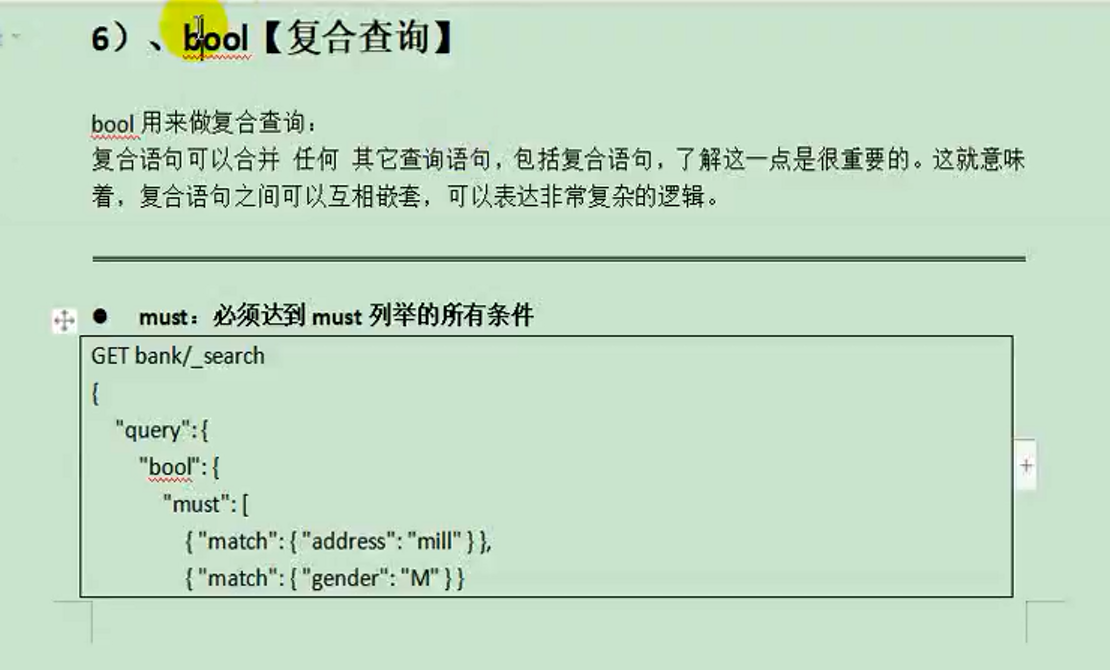 6）、bool【复合查询】
bool 用来做复合查询：
复合语句可以合并 任何 其它查询语句，包括复合语句，了解这一点是很重要的。这就意味
着，复合语句之间可以互相嵌套，可以表达非常复杂的逻辑。
● must：必须达到 must 列举的所有条件
GET bank/_search
{
"query": {
"bool": {
"must": [
{ "match": { "address": "mill" } },
{ "match": { "gender": "M" } }